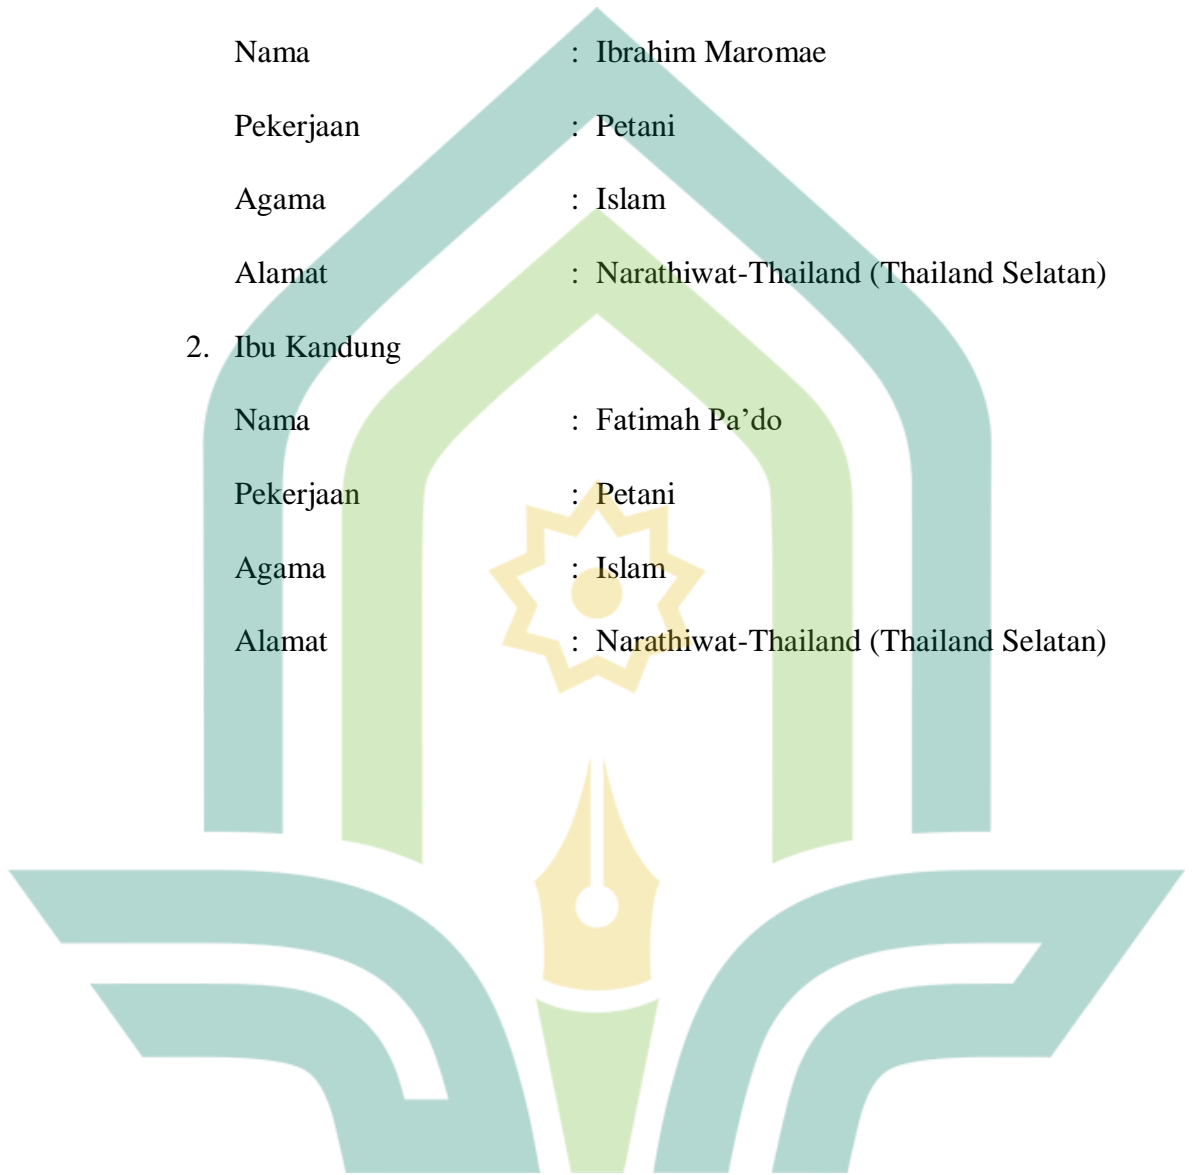 Nama : Ibrahim Maromae
Pekerjaan : Petani
Agama : Islam
Alamat : Narathiwat-Thailand (Thailand Selatan)
2. Ibu Kandung
Nama : Fatimah Pa’do
Pekerjaan : Petani
Agama : Islam
Alamat : Narathiwat-Thailand (Thailand Selatan)